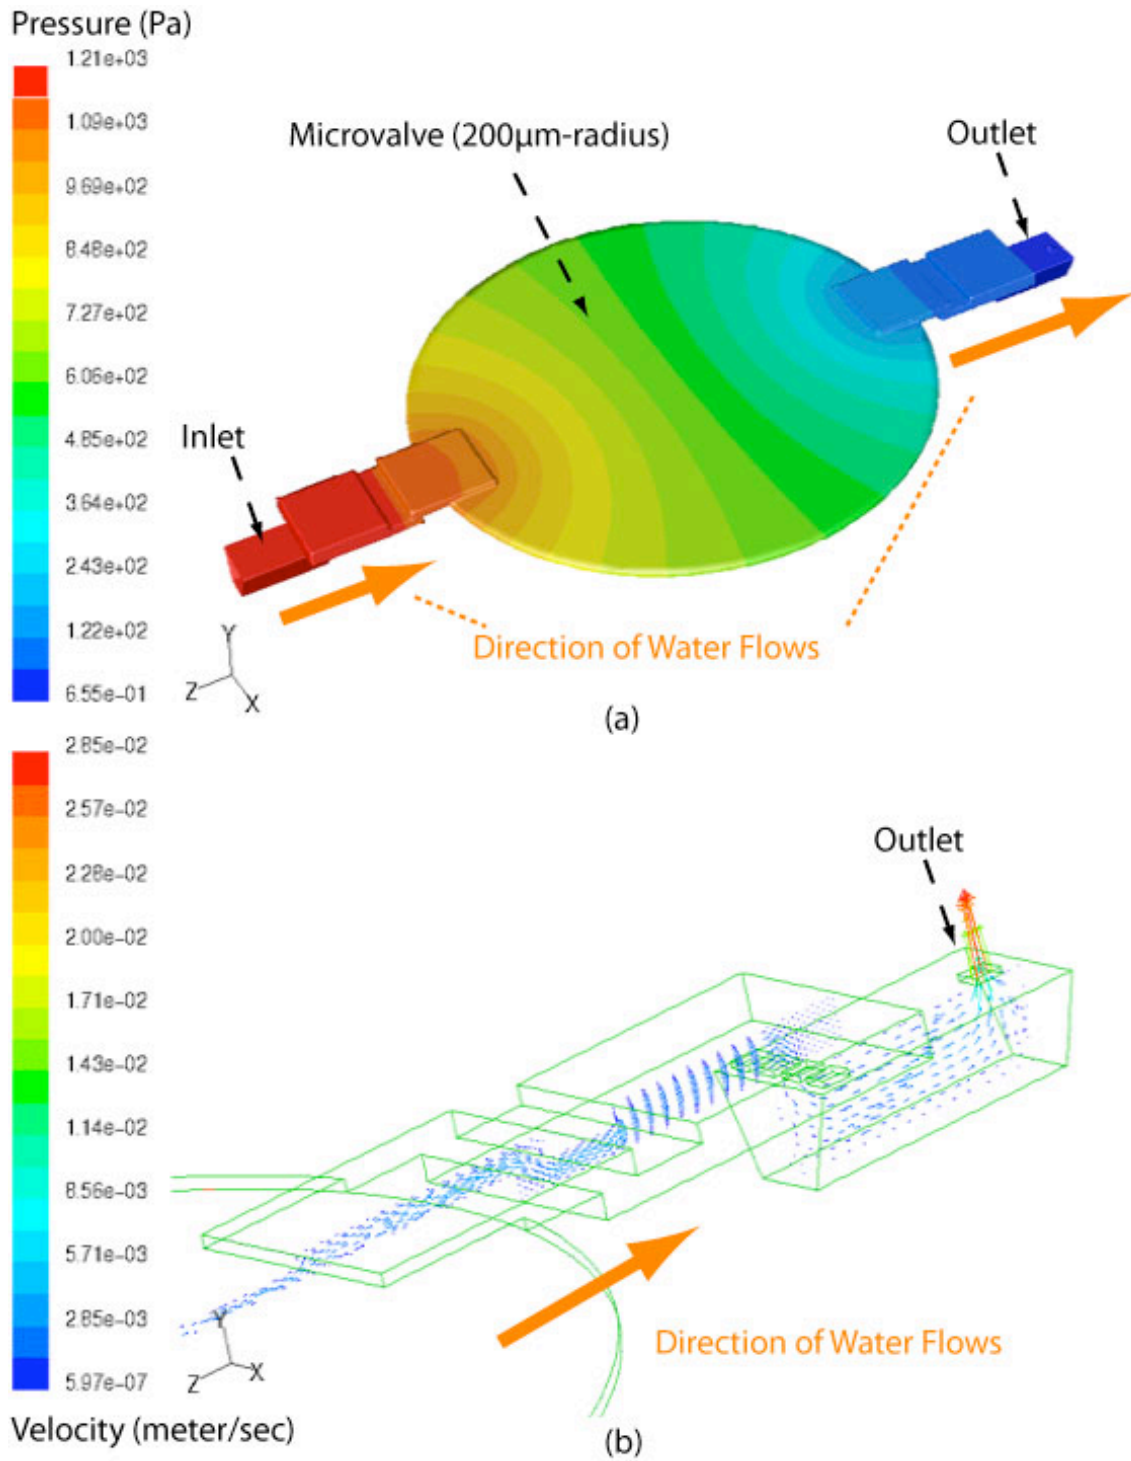 Pressure (Pa)
1.21e+03
1.09e+03
9.69e+02
8.48e+02
7.27e+02
6.06e+02
4.85e+02
3.64e+02
2.43e+02
1.22e+02
6.55e-01
Microvalve (200μm-radius)
Outlet
Inlet
Direction of Water Flows
Y
Z
X
(a)
2.85e-02
2.57e-02
2.28e-02
2.00e-02
1.71e-02
1.43e-02
1.14e-02
8.56e-03
5.71e-03
2.85e-03
5.97e-07
Outlet
Y
Z
X
Direction of Water Flows
Velocity (meter/sec)
(b)